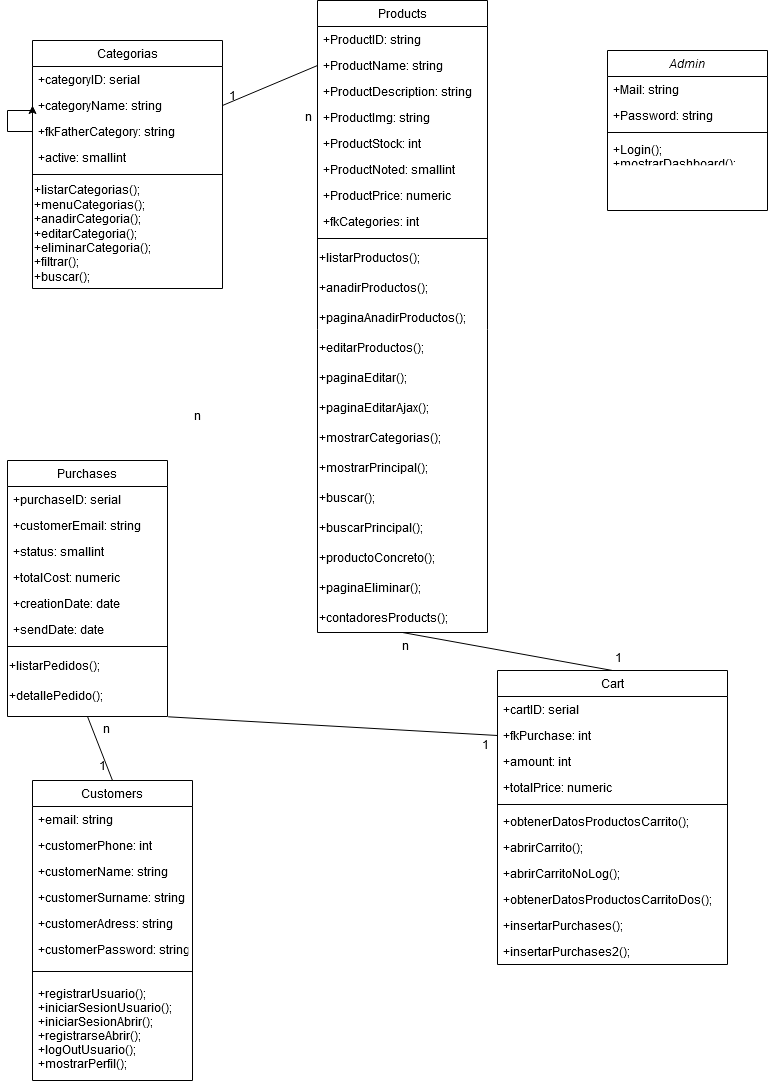 Categorias
+categoryID: serial
+categoryName: string
+fkFatherCategory: string
+active: smallint
+listarCategorias();
+menuCategorias();
+anadirCategoria();
+editarCategoria();
+eliminarCategoria();
+filtrar();
+buscar();
1
n
Products
+ProductID: string
+ProductName: string
+ProductDescription: string
+ProductImg: string
+ProductStock: int
+ProductNoted: smallint
+ProductPrice: numeric
+fkCategories: int
+listarProductos();
+anadirProductos();
+paginaAnadirProductos();
+editarProductos();
+paginaEditar();
+paginaEditarAjax();
+mostrarCategorias();
+mostrarPrincipal();
+buscar();
+buscarPrincipal();
+productoConcreto();
+paginaEliminar();
+contadoresProducts();
Admin
+Mail: string
+Password: string
+Login();
+mostrarDashboard();
n
Purchases
+purchaseID: serial
+customerEmail: string
+status: smallint
+totalCost: numeric
+creationDate: date
+sendDate: date
+listarPedidos();
+detallePedido();
n
1
n
1
1
Cart
+cartID: serial
+fkPurchase: int
+amount: int
+totalPrice: numeric
+obtenerDatosProductosCarrito();
+abrirCarrito();
+abrirCarritoNoLog();
+obtenerDatosProductosCarritoDos();
+insertarPurchases();
+insertarPurchases2();
Customers
+email: string
+customerPhone: int
+customerName: string
+customerSurname: string
+customerAdress: string
+customerPassword: string
+registrarUsuario();
+iniciarSesionUsuario();
+iniciarSesionAbrir();
+registrarseAbrir();
+logOutUsuario();
+mostrarPerfil();